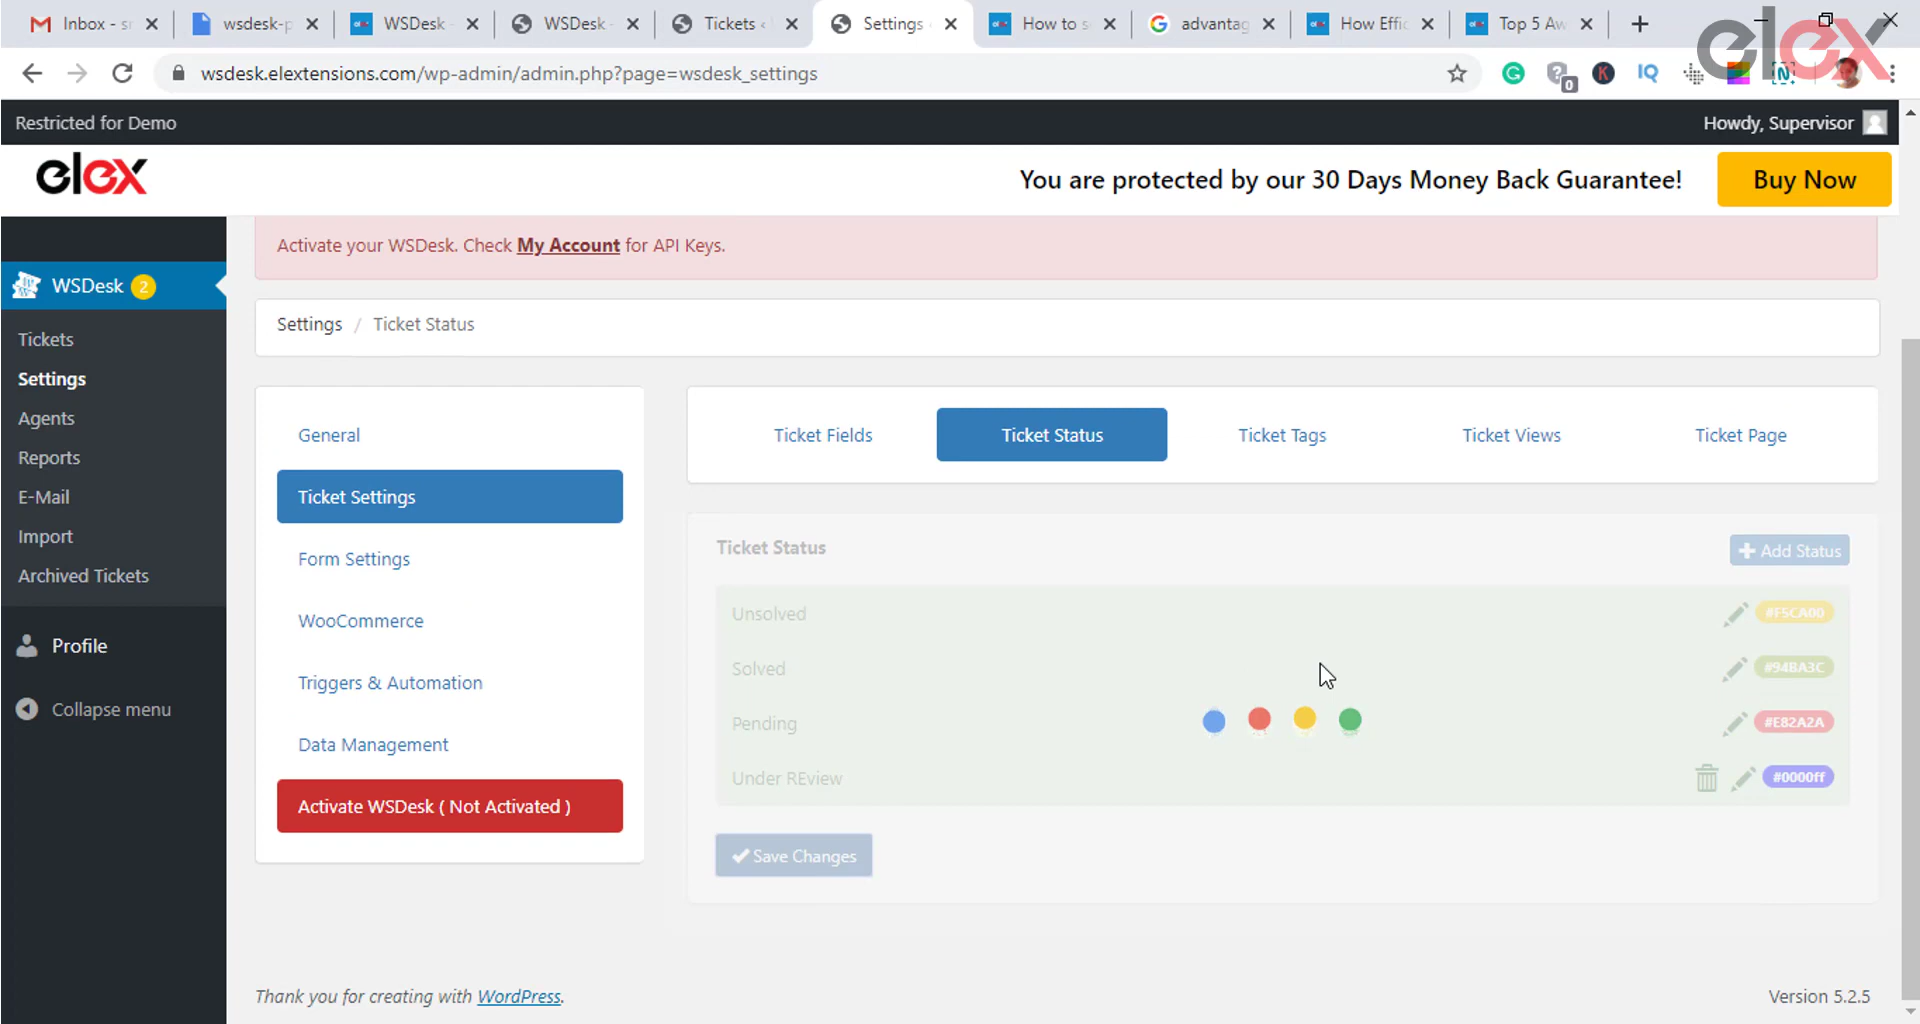 Inbox - sr
wsdesk-p
WSDesk -
WSDesk -
Tickets ‹
Settings ‹
How to s
advantag
How Effic
Top 5 Aw
elex
wsdesk.elextensions.com/wp-admin/admin.php?page=wsdesk_settings
0
K
IQ
N
Restricted for Demo
Howdy, Supervisor
elex
You are protected by our 30 Days Money Back Guarantee!
Buy Now
Activate your WSDesk. Check My Account for API Keys.
WSDesk 2
Settings / Ticket Status
Tickets
Settings
Agents
Reports
E-Mail
Import
Archived Tickets
Profile
Collapse menu
General
Ticket Settings
Form Settings
WooCommerce
Triggers & Automation
Data Management
Activate WSDesk ( Not Activated )
Ticket Fields
Ticket Status
Ticket Tags
Ticket Views
Ticket Page
Ticket Status
Add Status
Unsolved
#F5CA00
Solved
#94BA3C
Pending
#E82A2A
Under REview
#0000ff
Save Changes
Thank you for creating with WordPress.
Version 5.2.5